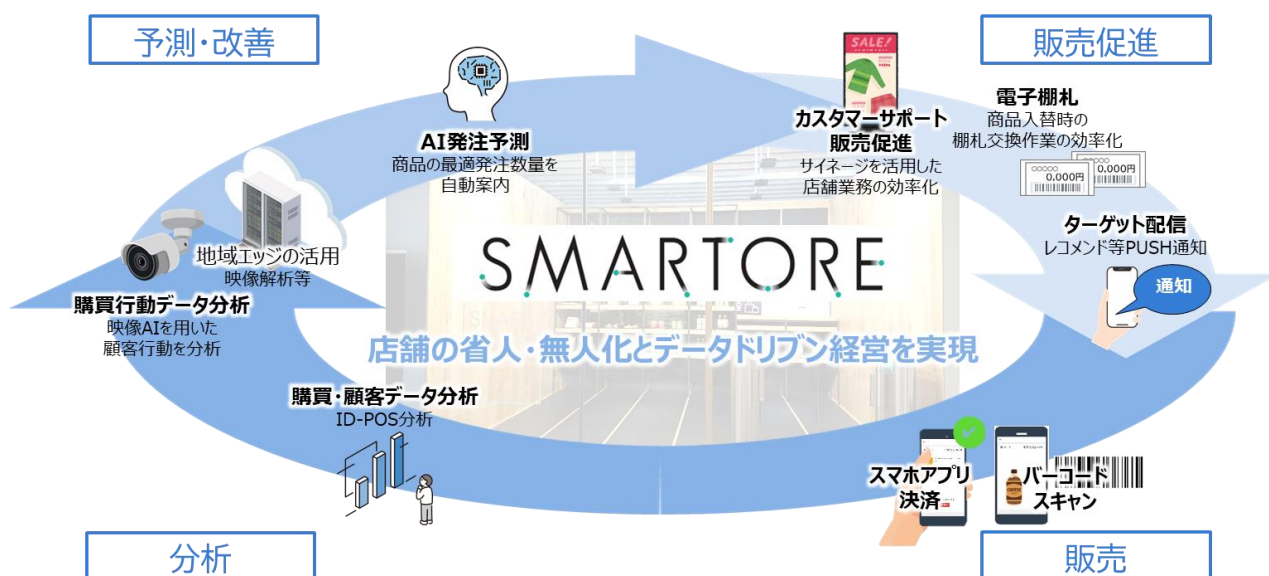 予測・改善
販売促進
SALE!
AI発注予測
商品の最適発注数量を
自動案内
カスタマーサポート
販売促進
サイネージを活用した
店舗業務の効率化
電子棚札
商品入替時の
棚札交換作業の効率化
○○○○○
0,000円
0,000円
地域エッジの活用
映像解析等
購買行動データ分析
映像AIを用いた
顧客行動を分析
SMARTORE
店舗の省人・無人化とデータドリブン経営を実現
ターゲット配信
レコメンド等PUSH通知
通知
購買・顧客データ分析
ID-POS分析
スマホアプリ
決済
バーコード
スキャン
分析
販売